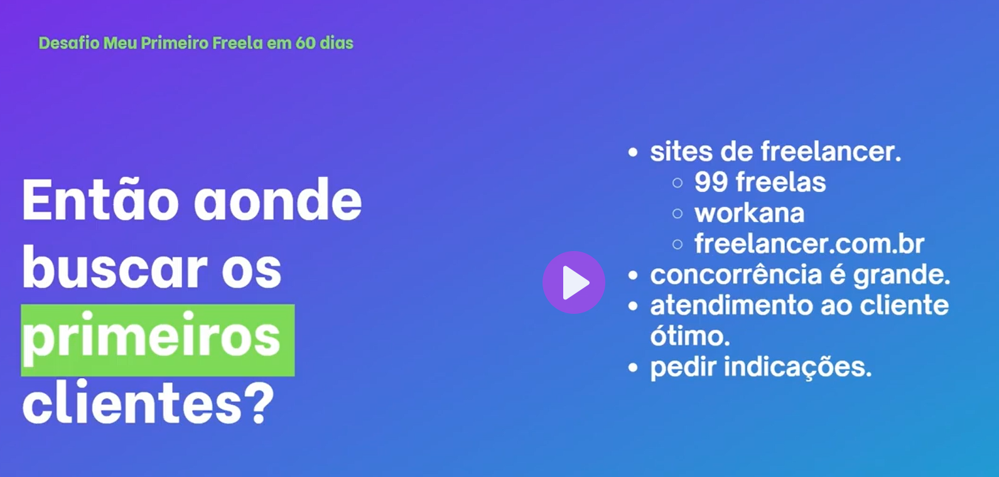 Desafio Meu Primeiro Freela em 60 dias
Então aonde
buscar os
primeiros
clientes?
• sites de freelancer.
○ 99 freelas
○ workana
○ freelancer.com.br
• concorrência é grande.
• atendimento ao cliente
ótimo.
• pedir indicações.